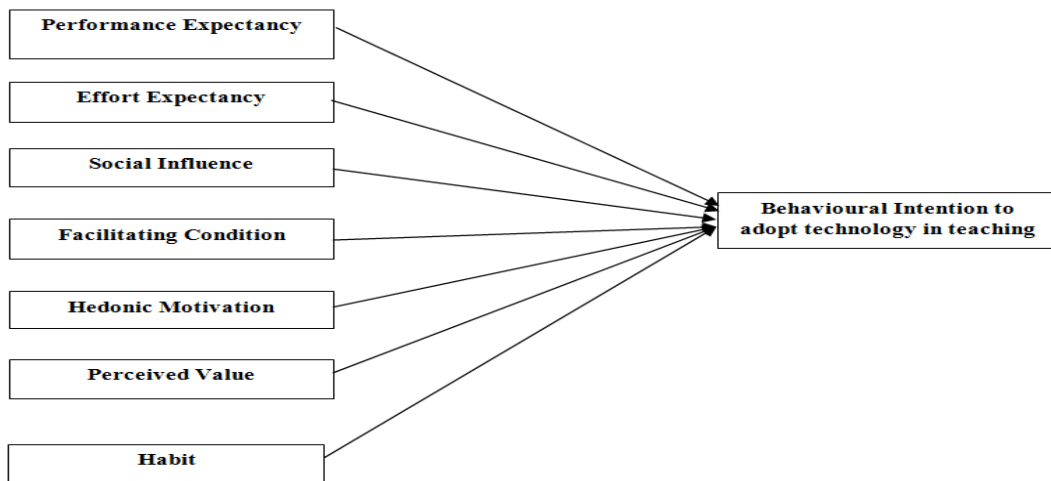 Performance Expectancy
Effort Expectancy
Social Influence
Facilitating Condition
Hedonic Motivation
Perceived Value
Habit
Behavioural Intention to
adopt technology in teaching